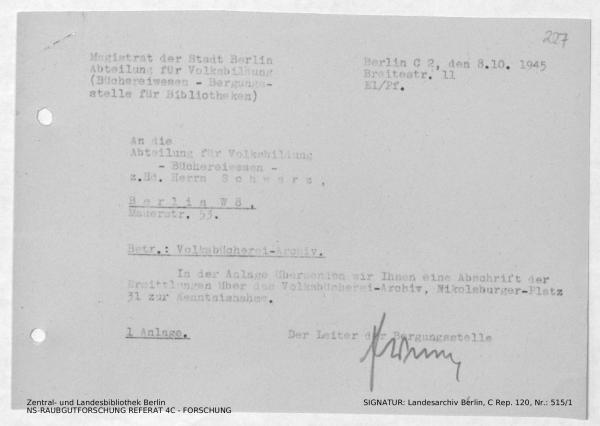 227
Magistrat der Stadt Berlin
Abteilung für Volksbildung
(Büchereiwesen - Bergungs-
stelle für Bibliotheken)
Berlin C 2, den 8.10. 1945
Breitestr. 11
El/Pf.
An die
Abteilung für Volksbildung
- Büchereiwesen -
z.Hd. Herrn S c h w a r z ,
B e r l i n W 8 ,
Mauerstr. 53.
Betr.: Volksbücherei-Archiv.
In der Anlage übersenden wir Ihnen eine Abschrift der
Ermittlungen über das Volksbücherei-Archiv, Nikolsburger-Platz
31 zur Kenntnisnahme.
1 Anlage.
Der Leiter der Bergungsstelle
Zentral- und Landesbibliothek Berlin
NS-RAUBGUTFORSCHUNG REFERAT 4C - FORSCHUNG
SIGNATUR: Landesarchiv Berlin, C Rep. 120, Nr.: 515/1